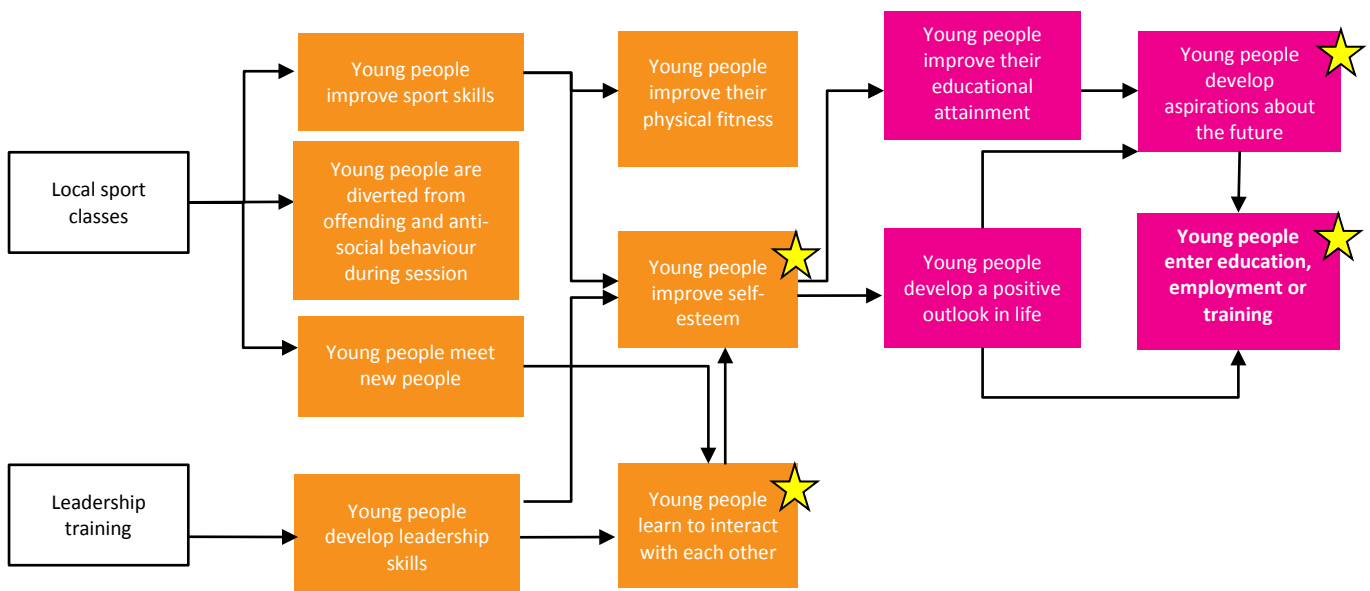 Local sport
classes
Leadership
training
Young people
improve sport skills
Young people are
diverted from
offending and anti-
social behaviour
during session
Young people meet
new people
Young people
develop leadership
skills
Young people
improve their
physical fitness
Young people
improve self-
esteem
Young people
learn to interact
with each other
Young people
improve their
educational
attainment
Young people
develop a positive
outlook in life
Young people
develop
aspirations about
the future
Young people
enter education,
employment or
training